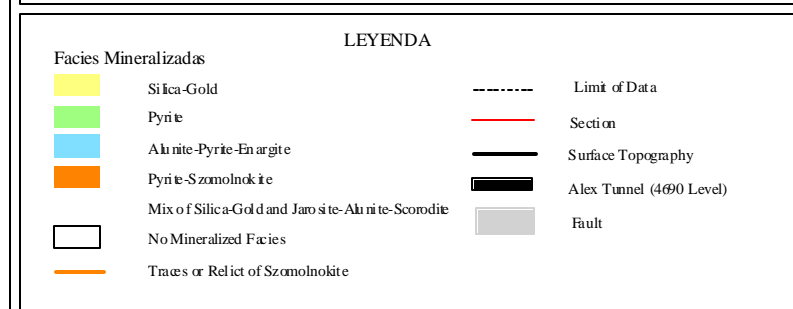 LEYENDA
Facies Mineralizadas
Silica-Gold
Pyrite
Alunite-Pyrite-Enargite
Pyrite-Szomolnokite
Mix of Silica-Gold and Jarosite-Alunite-Scorodite
No Mineralized Facies
Traces or Relict of Szomolnokite
Limit of Data
Section
Surface Topography
Alex Tunnel (4690 Level)
Fault